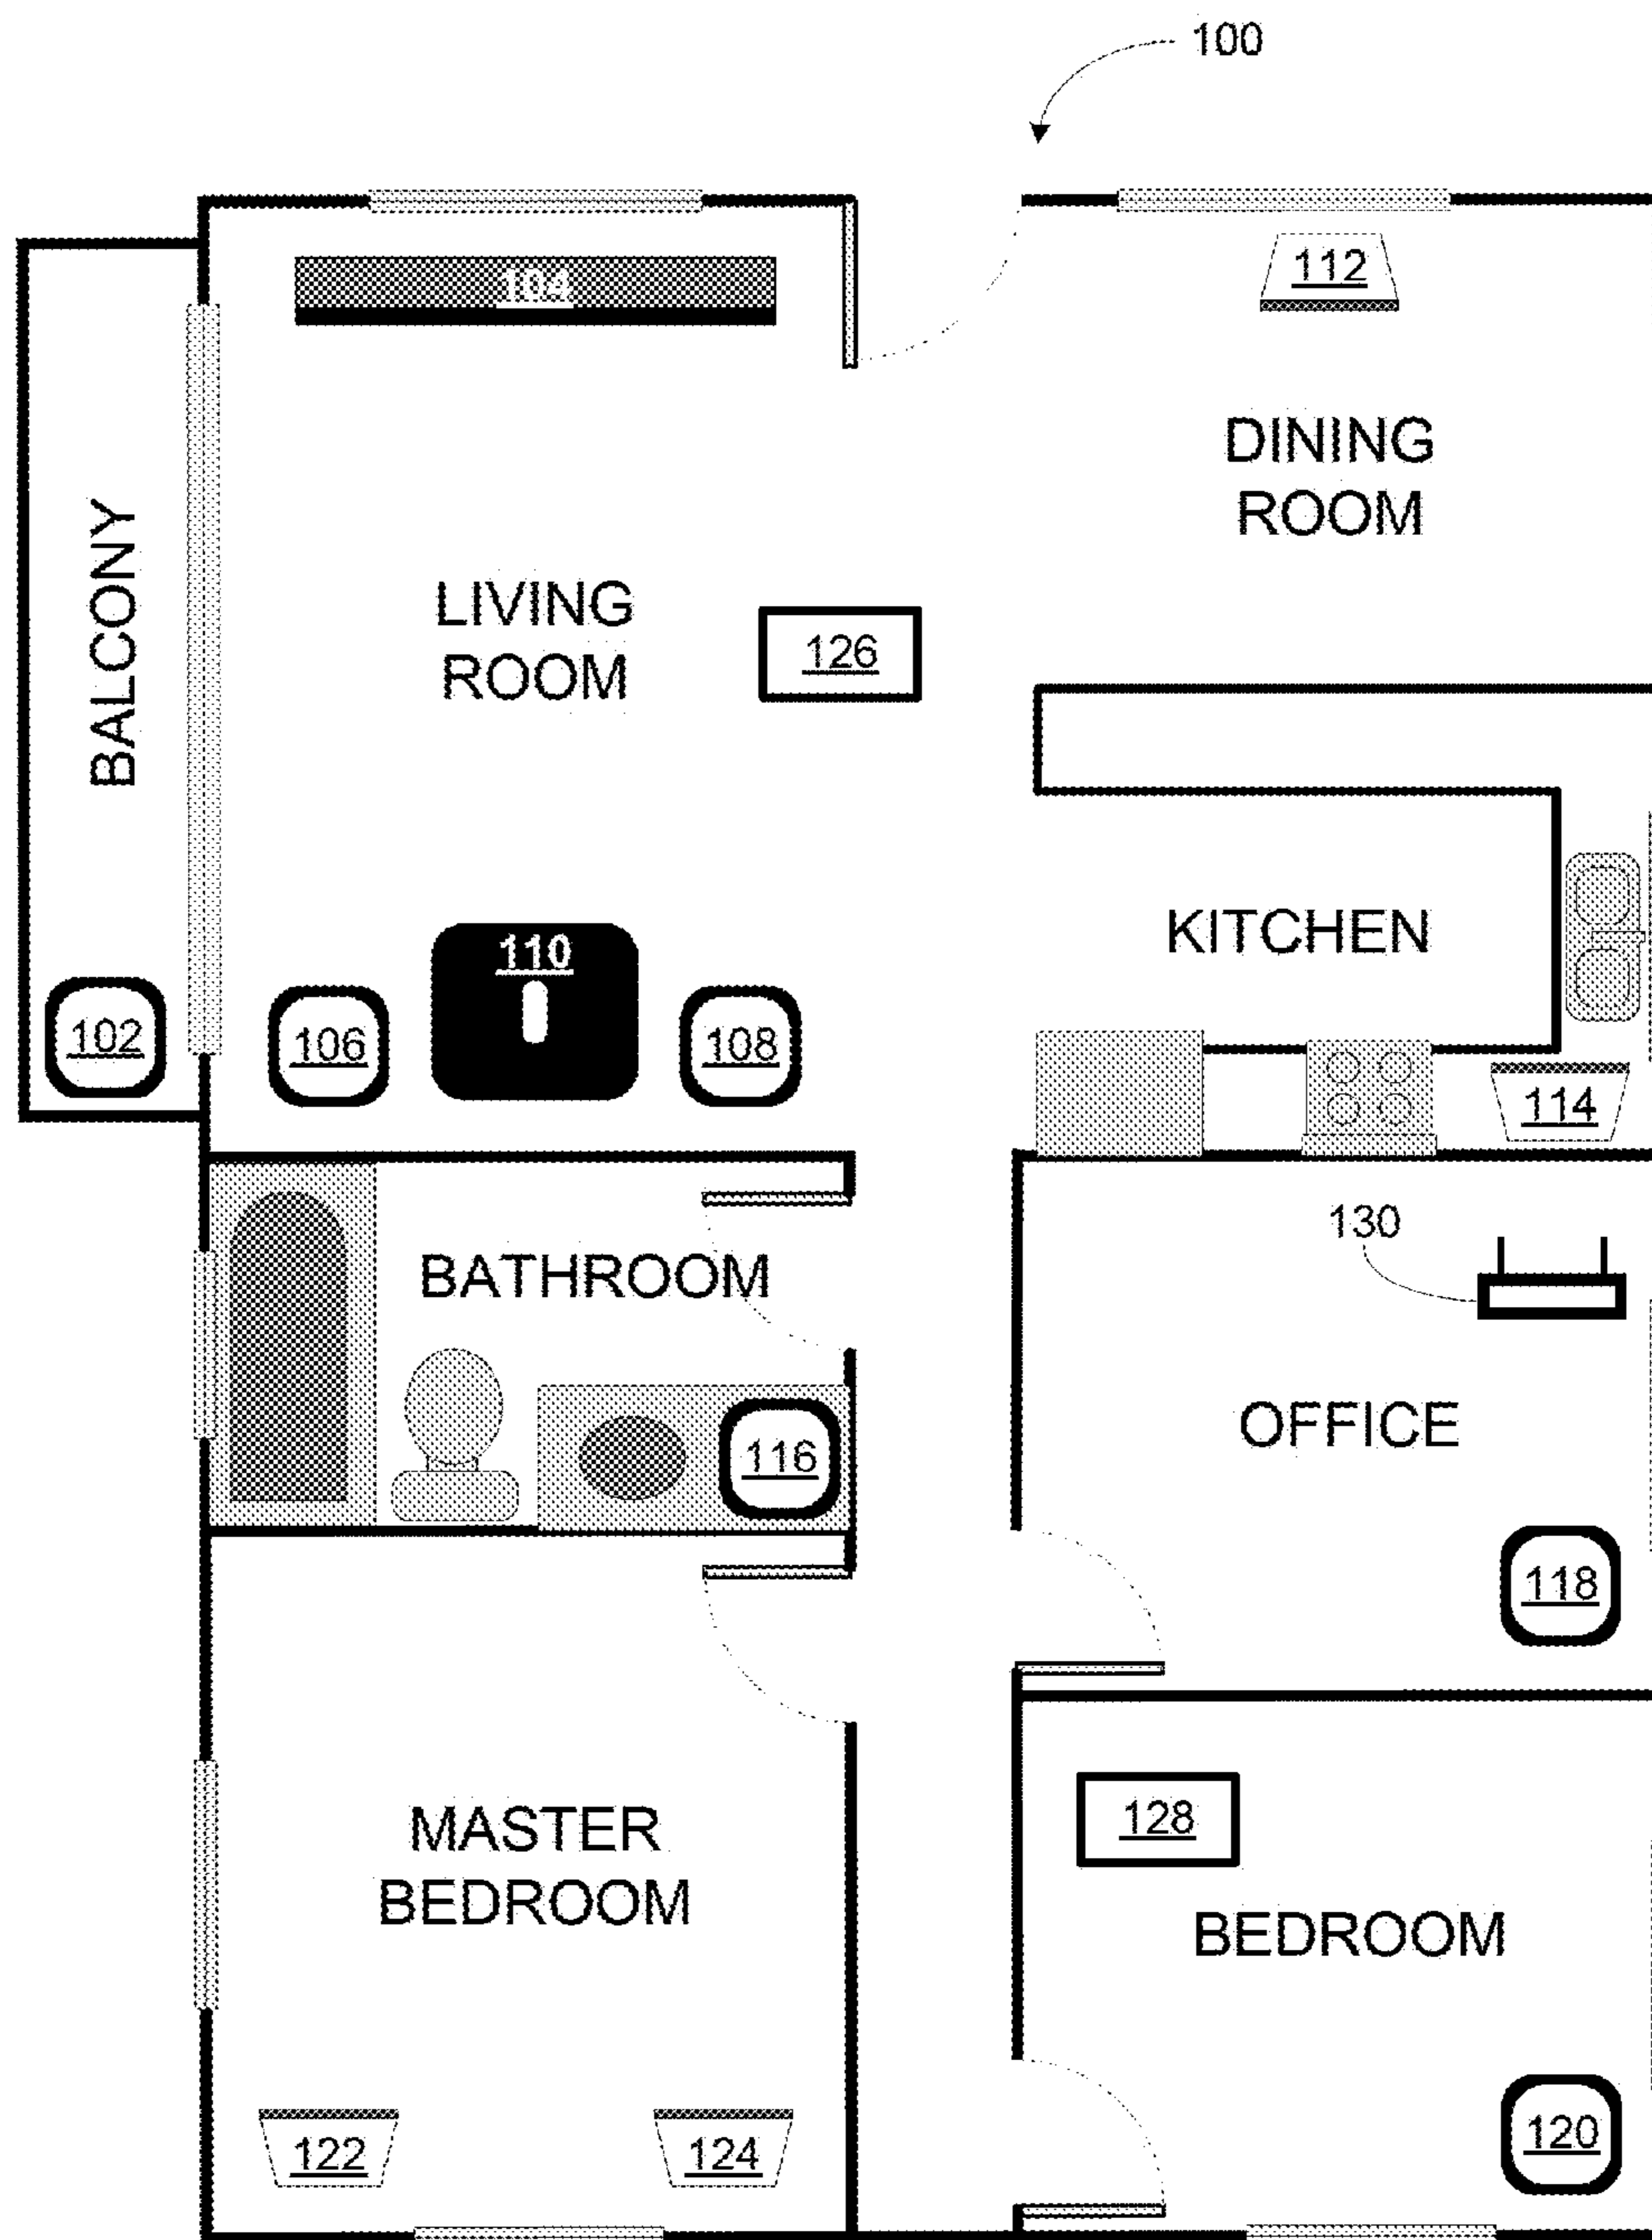 100
104
112
DINING
ROOM
BALCONY
LIVING
ROOM
126
KITCHEN
110
102
106
108
114
130
BATHROOM
OFFICE
116
118
MASTER
BEDROOM
128
BEDROOM
122
124
120